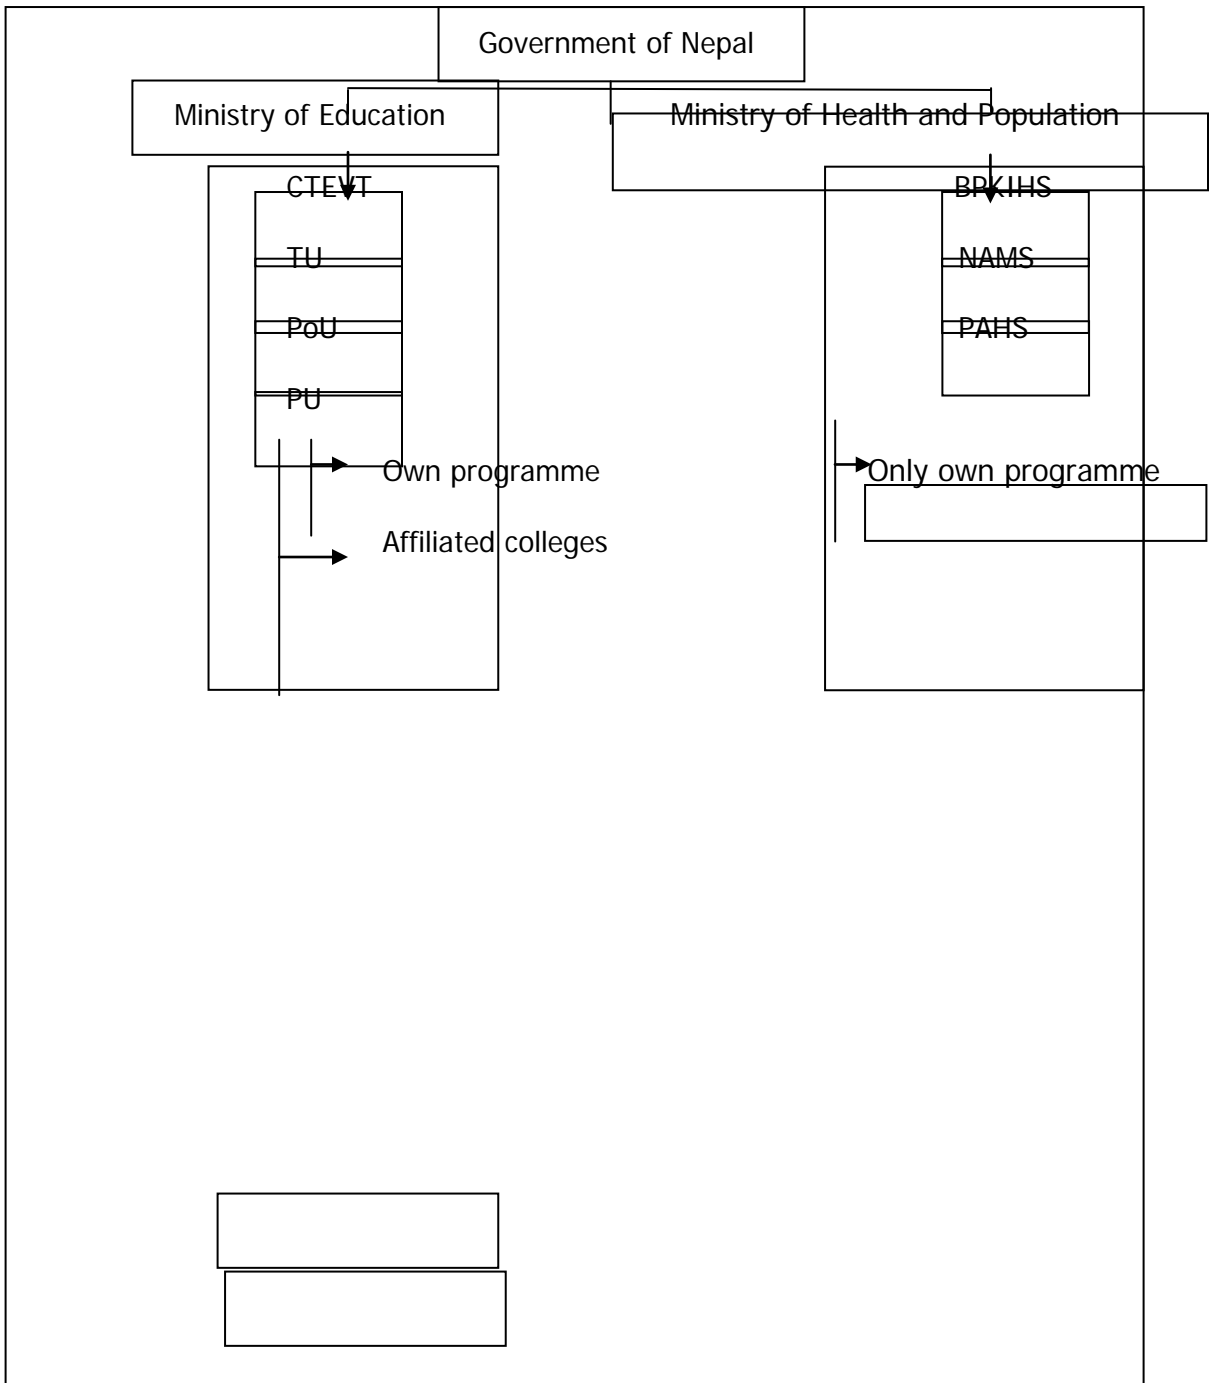 Government of Nepal
Ministry of Education
Ministry of Health and Population
CTEVT
BPKIHS
TU
NAMS
PoU
PAHS
PU
Own programme
Only own programme
Affiliated colleges